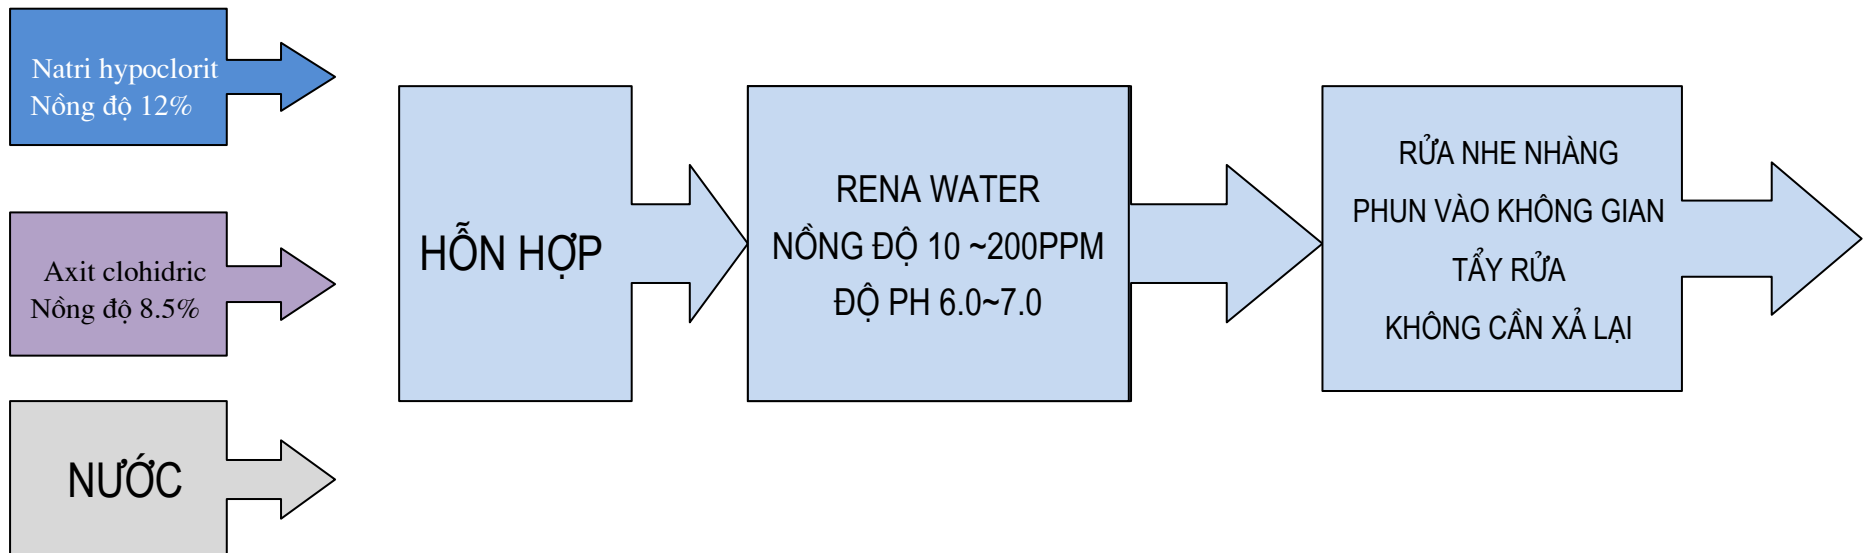 Natri hypoclorit
Nồng độ 12%
Axit clohidric
Nồng độ 8.5%
NƯỚC
HỖN HỢP
RENA WATER
NỒNG ĐỘ 10 ~200PPM
ĐỘ PH 6.0~7.0
RỬA NHE NHÀNG
PHUN VÀO KHÔNG GIAN
TẨY RỬA
KHÔNG CẦN XẢ LẠI